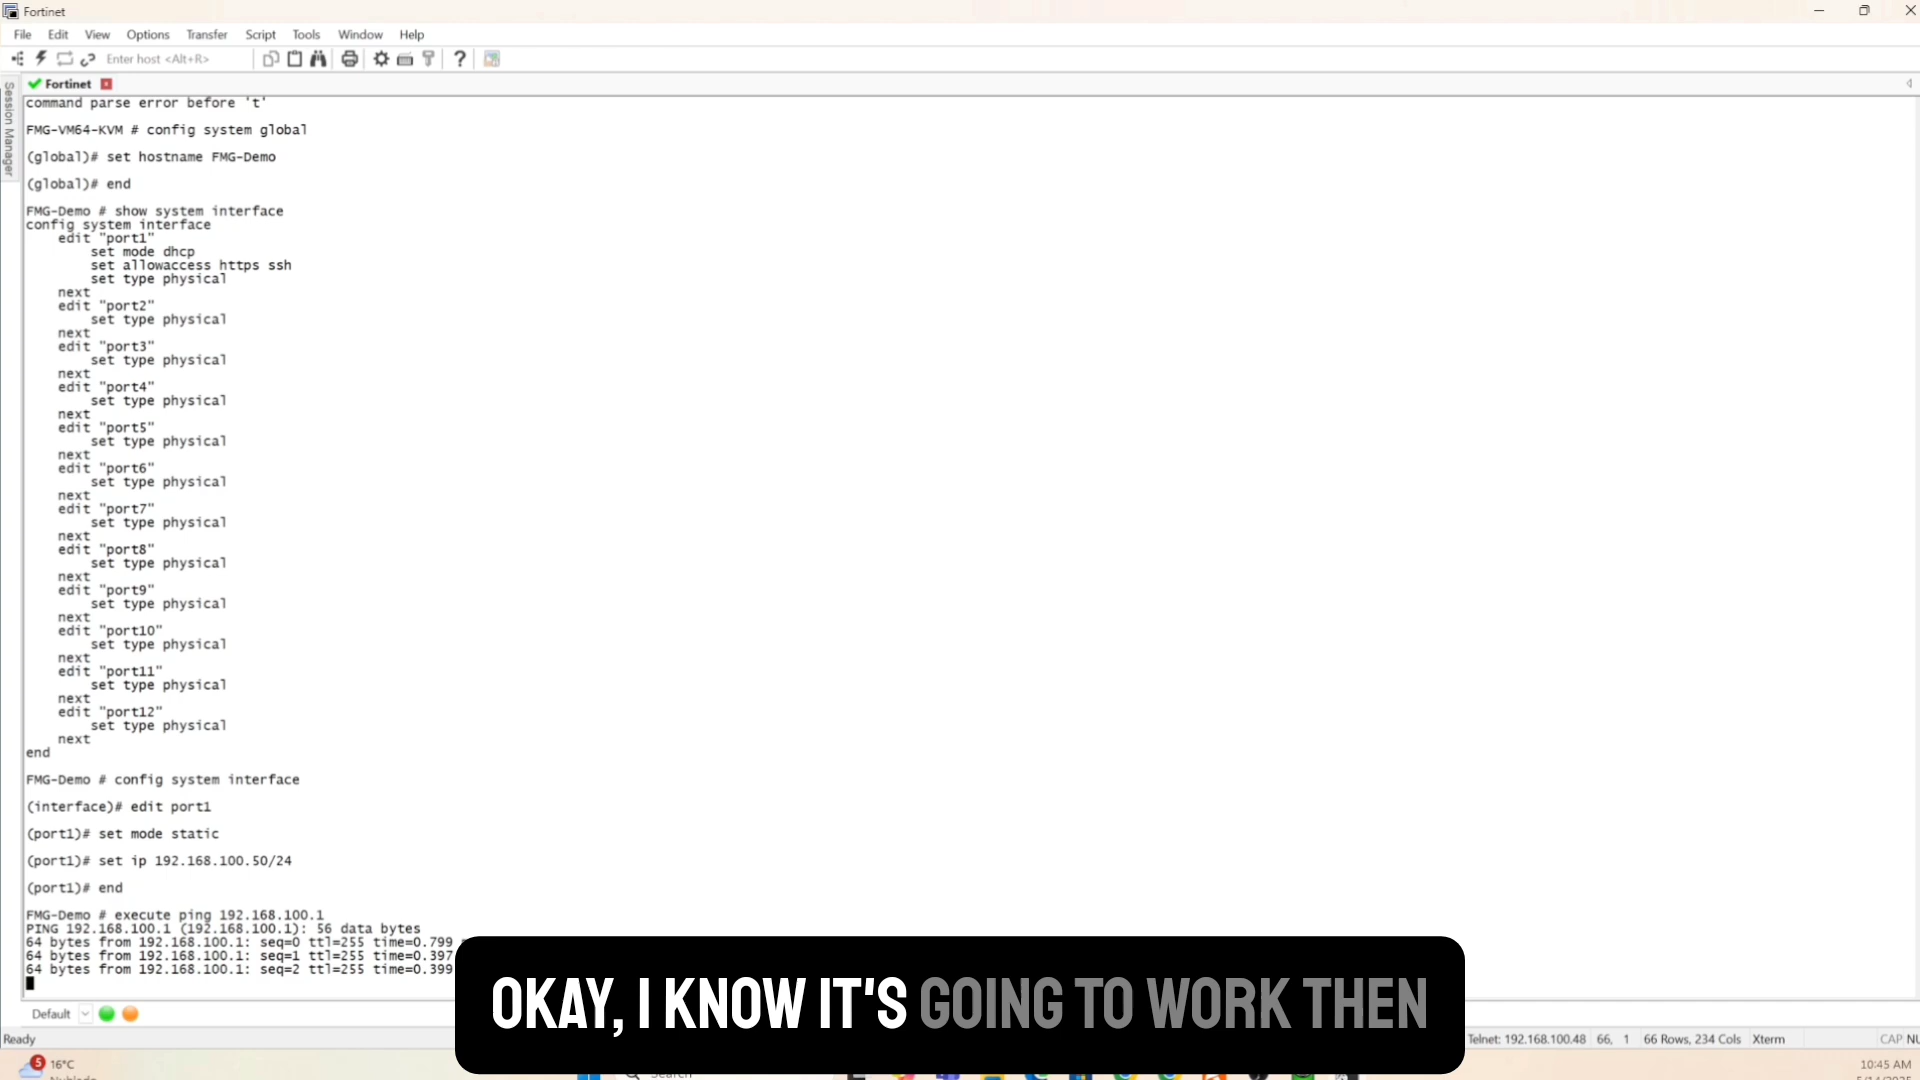 Fortinet
File Edit View Options Transfer Script Tools Window Help
Enter host <Alt+R>
Session Manager
Fortinet
command parse error before 't'
FMG-VM64-KVM # config system global
(global)# set hostname FMG-Demo
(global)# end
FMG-Demo # show system interface
config system interface
edit "port1"
set mode dhcp
set allowaccess https ssh
set type physical
next
edit "port2"
set type physical
next
edit "port3"
set type physical
next
edit "port4"
set type physical
next
edit "port5"
set type physical
next
edit "port6"
set type physical
next
edit "port7"
set type physical
next
edit "port8"
set type physical
next
edit "port9"
set type physical
next
edit "port10"
set type physical
next
edit "port11"
set type physical
next
edit "port12"
set type physical
next
end
FMG-Demo # config system interface
(interface)# edit port1
(port1)# set mode static
(port1)# set ip 192.168.100.50/24
(port1)# end
FMG-Demo # execute ping 192.168.100.1
PING 192.168.100.1 (192.168.100.1): 56 data bytes
64 bytes from 192.168.100.1: seq=0 ttl=255 time=0.799
64 bytes from 192.168.100.1: seq=1 ttl=255 time=0.397
64 bytes from 192.168.100.1: seq=2 ttl=255 time=0.399
OKAY, I KNOW IT'S GOING TO WORK THEN
Default
Ready Telnet: 192.168.100.48 66, 1 66 Rows, 234 Cols Xterm CAP
5 16°C
10:45 AM